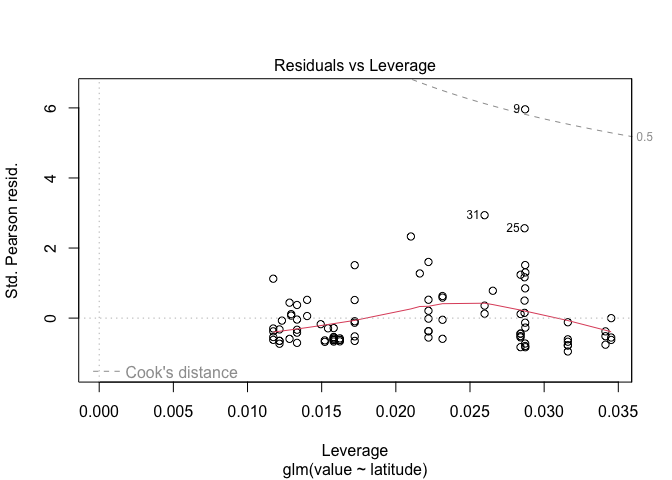 Residuals vs Leverage
Std. Pearson resid.
6
4
2
0
9
31
25
0.5
Cook's distance
0.000 0.005 0.010 0.015 0.020 0.025 0.030 0.035
Leverage
glm(value ~ latitude)